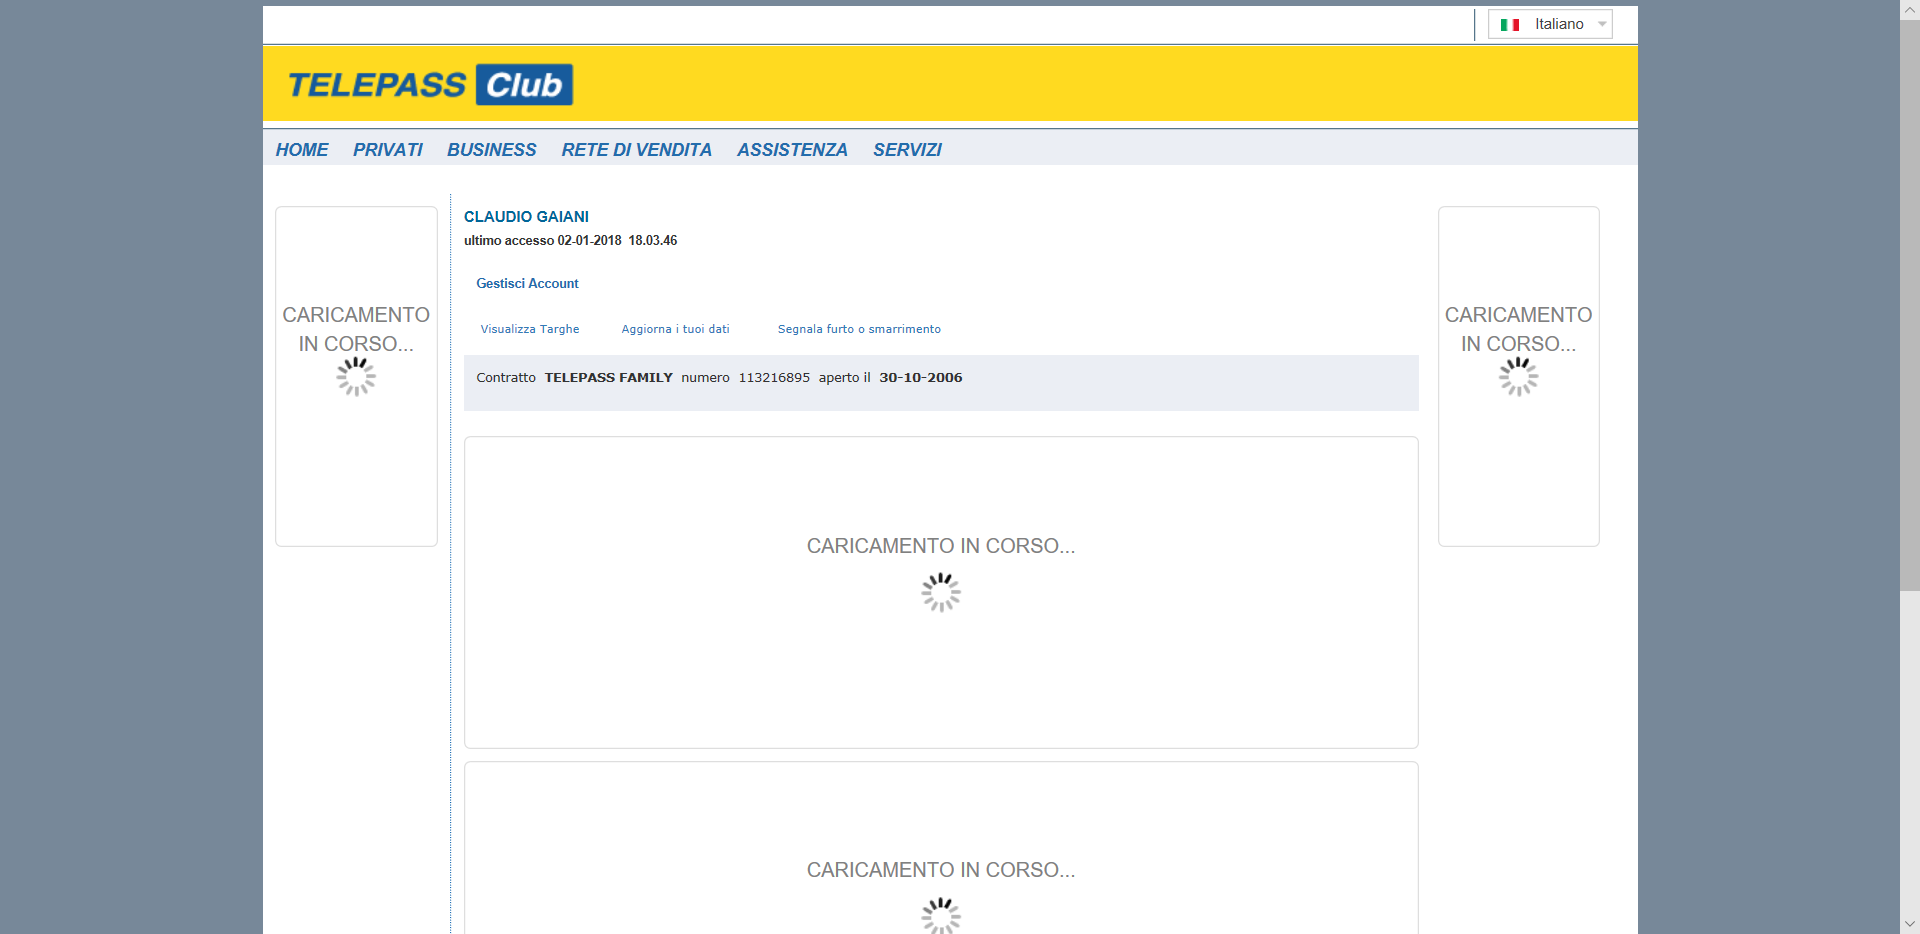 Italiano
TELEPASS Club
HOME PRIVATI BUSINESS RETE DI VENDITA ASSISTENZA SERVIZI
CLAUDIO GAIANI
ultimo accesso 02-01-2018 18.03.46
Gestisci Account
Visualizza Targhe Aggiorna i tuoi dati Segnala furto o smarrimento
Contratto TELEPASS FAMILY numero 113216895 aperto il 30-10-2006
CARICAMENTO
IN CORSO...
CARICAMENTO IN CORSO...
CARICAMENTO IN CORSO...
CARICAMENTO
IN CORSO...